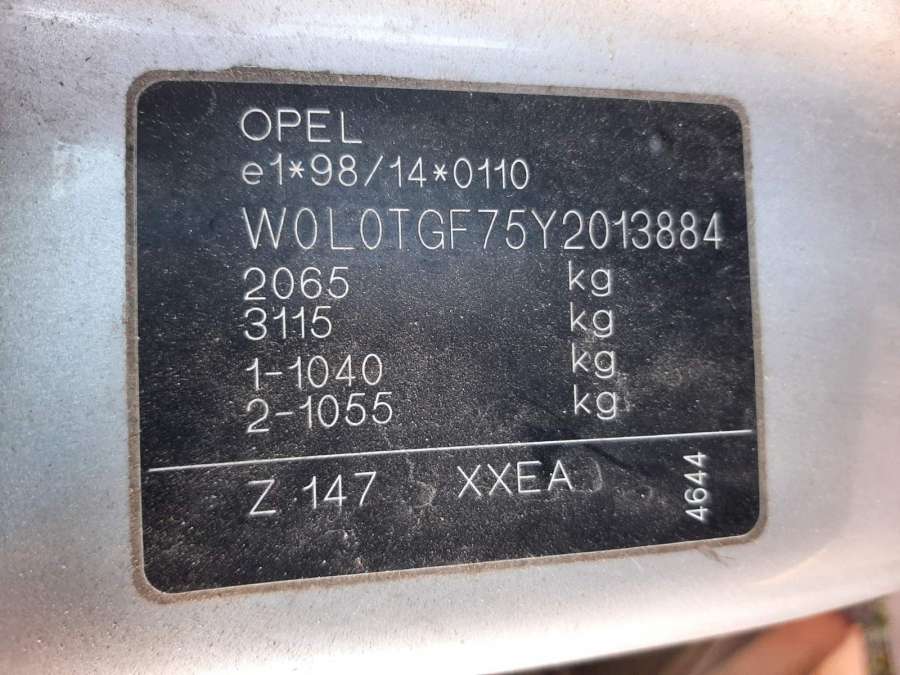 OPEL
e1*98/14*0110
W0L0TGF75Y2013884
2065 kg
3115 kg
1-1040 kg
2-1055 kg
Z 147 XXEA 4644